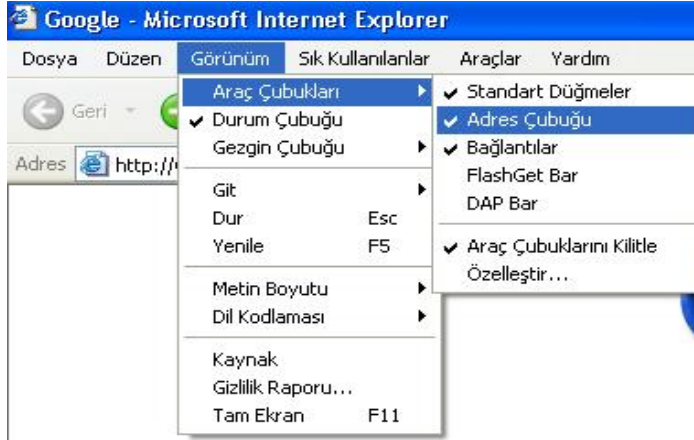 Google - Microsoft Internet Explorer
Dosya Düzen Görünüm Sık Kullanılanlar Araçlar Yardım
Geri
Adres http://
Araç Çubukları
Durum Çubuğu
Gezgin Çubuğu
Git
Dur Esc
Yenile F5
Metin Boyutu
Dil Kodlaması
Kaynak
Gizlilik Raporu...
Tam Ekran F11
Standart Düğmeler
Adres Çubuğu
Bağlantılar
FlashGet Bar
DAP Bar
Araç Çubuklarını Kilitle
Özelleştir...